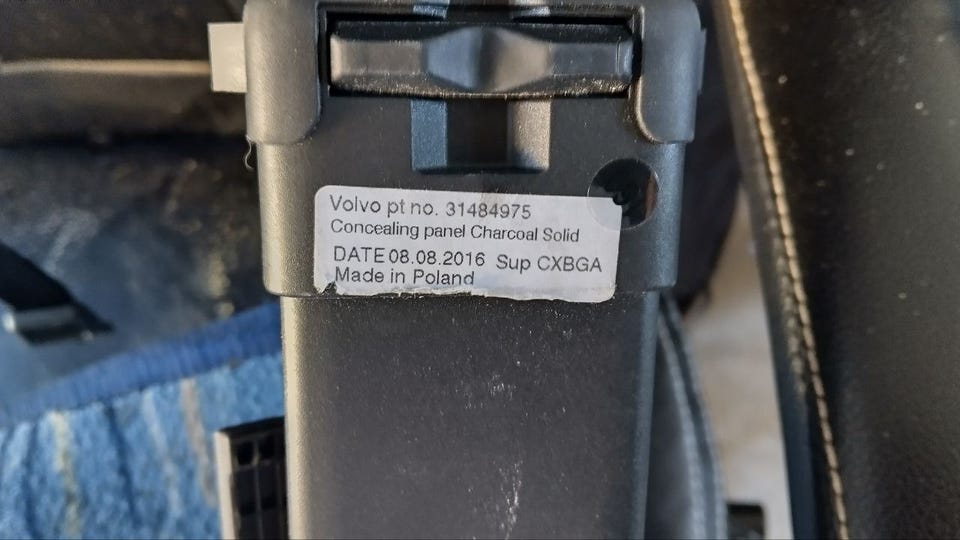 Volvo pt no. 31484975
Concealing panel Charcoal Solid
DATE 08.08.2016 Sup CXBGA
Made in Poland